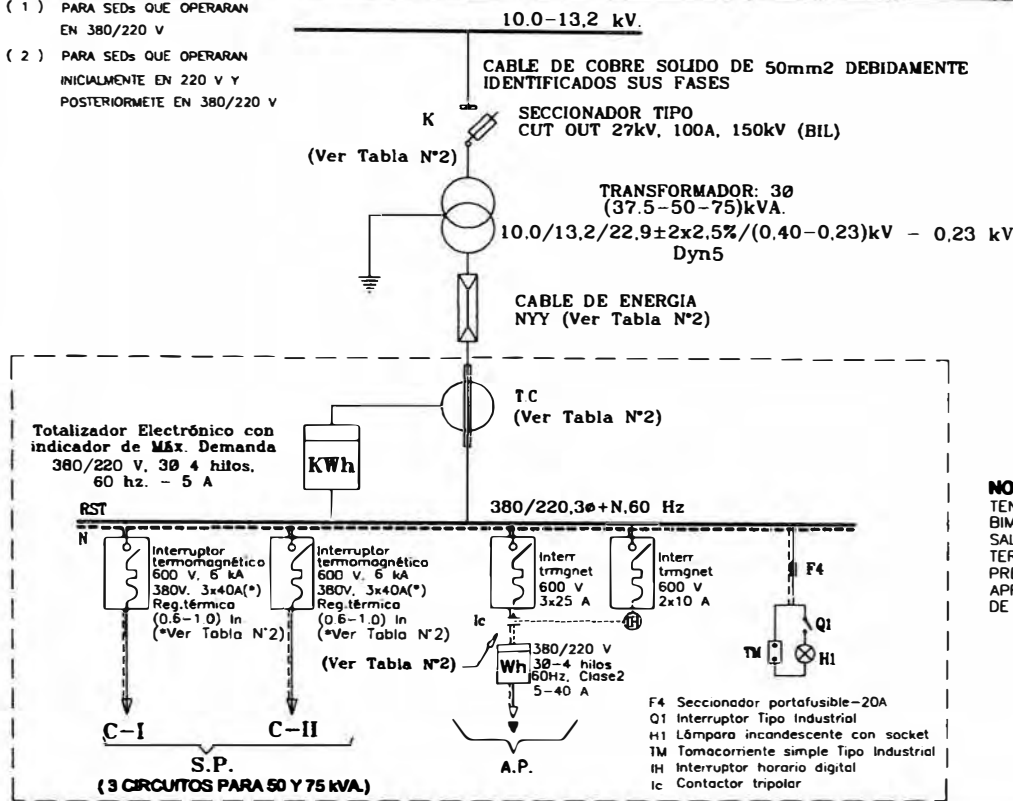 ( 1 ) PARA SEDs QUE OPERARAN
EN 380/220 V
( 2 ) PARA SEDs QUE OPERARAN
INICIALMENTE EN 220 V Y
POSTERIORMETE EN 380/220 V
10.0-13,2 kV.
CABLE DE COBRE SOLIDO DE 50mm2 DEBIDAMENTE
IDENTIFICADOS SUS FASES
K
SECCIONADOR TIPO
CUT OUT 27kV, 100A, 150kV (BIL)
(Ver Tabla N°2)
TRANSFORMADOR: 30
(37.5-50-75)kVA.
10.0/13,2/22,9±2x2,5%/(0,40-0,23)kV - 0,23 kV
Dyn5
CABLE DE ENERGIA
NYY (Ver Tabla N°2)
T.C
(Ver Tabla N°2)
Totalizador Electrónico con
indicador de Máx. Demanda
380/220 V, 30 4 hilos,
60 hz. - 5 A
KWh
RST
N
380/220,3ø+N,60 Hz
Interruptor
termomagnético
600 V, 6 kA
380V, 3x40A(*)
Reg.térmica
(0.6-1.0) In
(*Ver Tabla N°2)
Interruptor
termomagnético
600 V, 6 kA
380V, 3x40A(*)
Reg.térmica
(0.6-1.0) In
(*Ver Tabla N°2)
Interr
trmgnet
600 V
3x25 A
Interr
trmgnet
600 V
2x10 A
F4
Ic
IH
(Ver Tabla N°2)
Wh
380/220 V
30-4 hilos
60Hz, Clase2
5-40 A
Q1
TM
H1
C-I
C-II
S.P.
(3 CIRCUITOS PARA 50 Y 75 kVA.)
A.P.
F4 Seccionador portafusible-20A
Q1 Interruptor Tipo Industrial
H1 Lámpara incandescente con socket
TM Tomacorriente simple Tipo Industrial
IH Interruptor horario digital
Ic Contactor tripolar
NO
TEN
BIM
SAL
TER
PRE
APR
DE